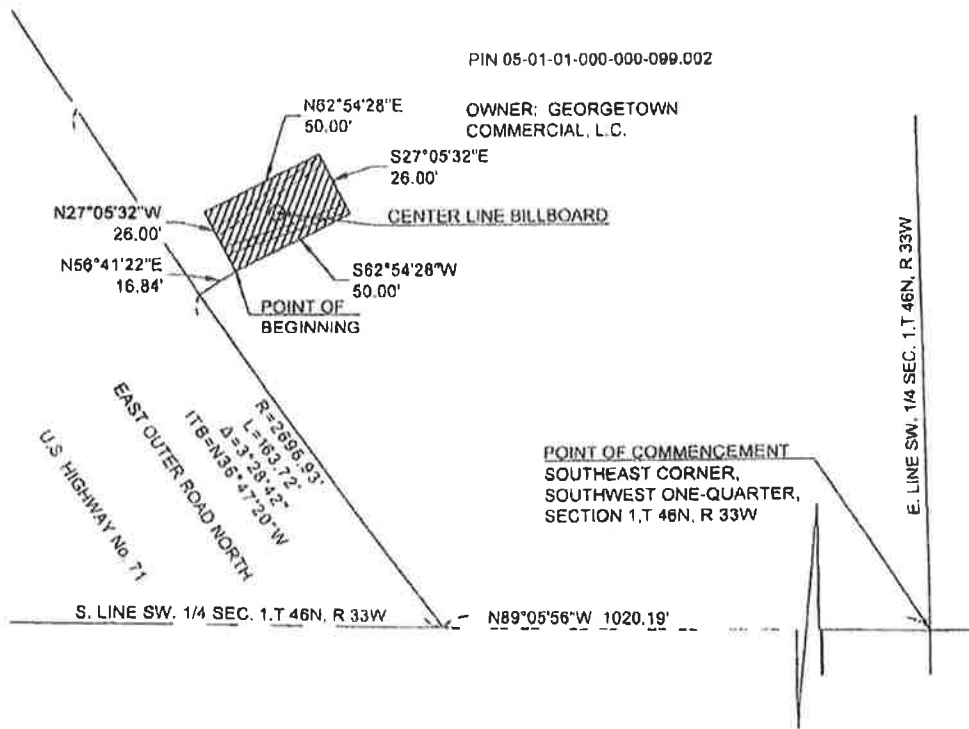 PIN 05-01-01-000-000-099.002
OWNER: GEORGETOWN
COMMERCIAL, L.C.
N62°54'28"E
50.00'
S27°05'32"E
26.00'
N27°05'32"W
26.00'
CENTER LINE BILLBOARD
N56°41'22"E
16.84'
S62°54'28"W
50.00'
POINT OF
BEGINNING
R=2696.93'
L=163.72'
Δ=3°28'42"
ITB=N36°47'20"W
EAST OUTER ROAD NORTH
U.S. HIGHWAY No. 71
E. LINE SW. 1/4 SEC. 1.T 46N, R 33W
POINT OF COMMENCEMENT
SOUTHEAST CORNER,
SOUTHWEST ONE-QUARTER,
SECTION 1,T 46N, R 33W
S. LINE SW. 1/4 SEC. 1.T 46N, R 33W
N89°05'56"W 1020.19'